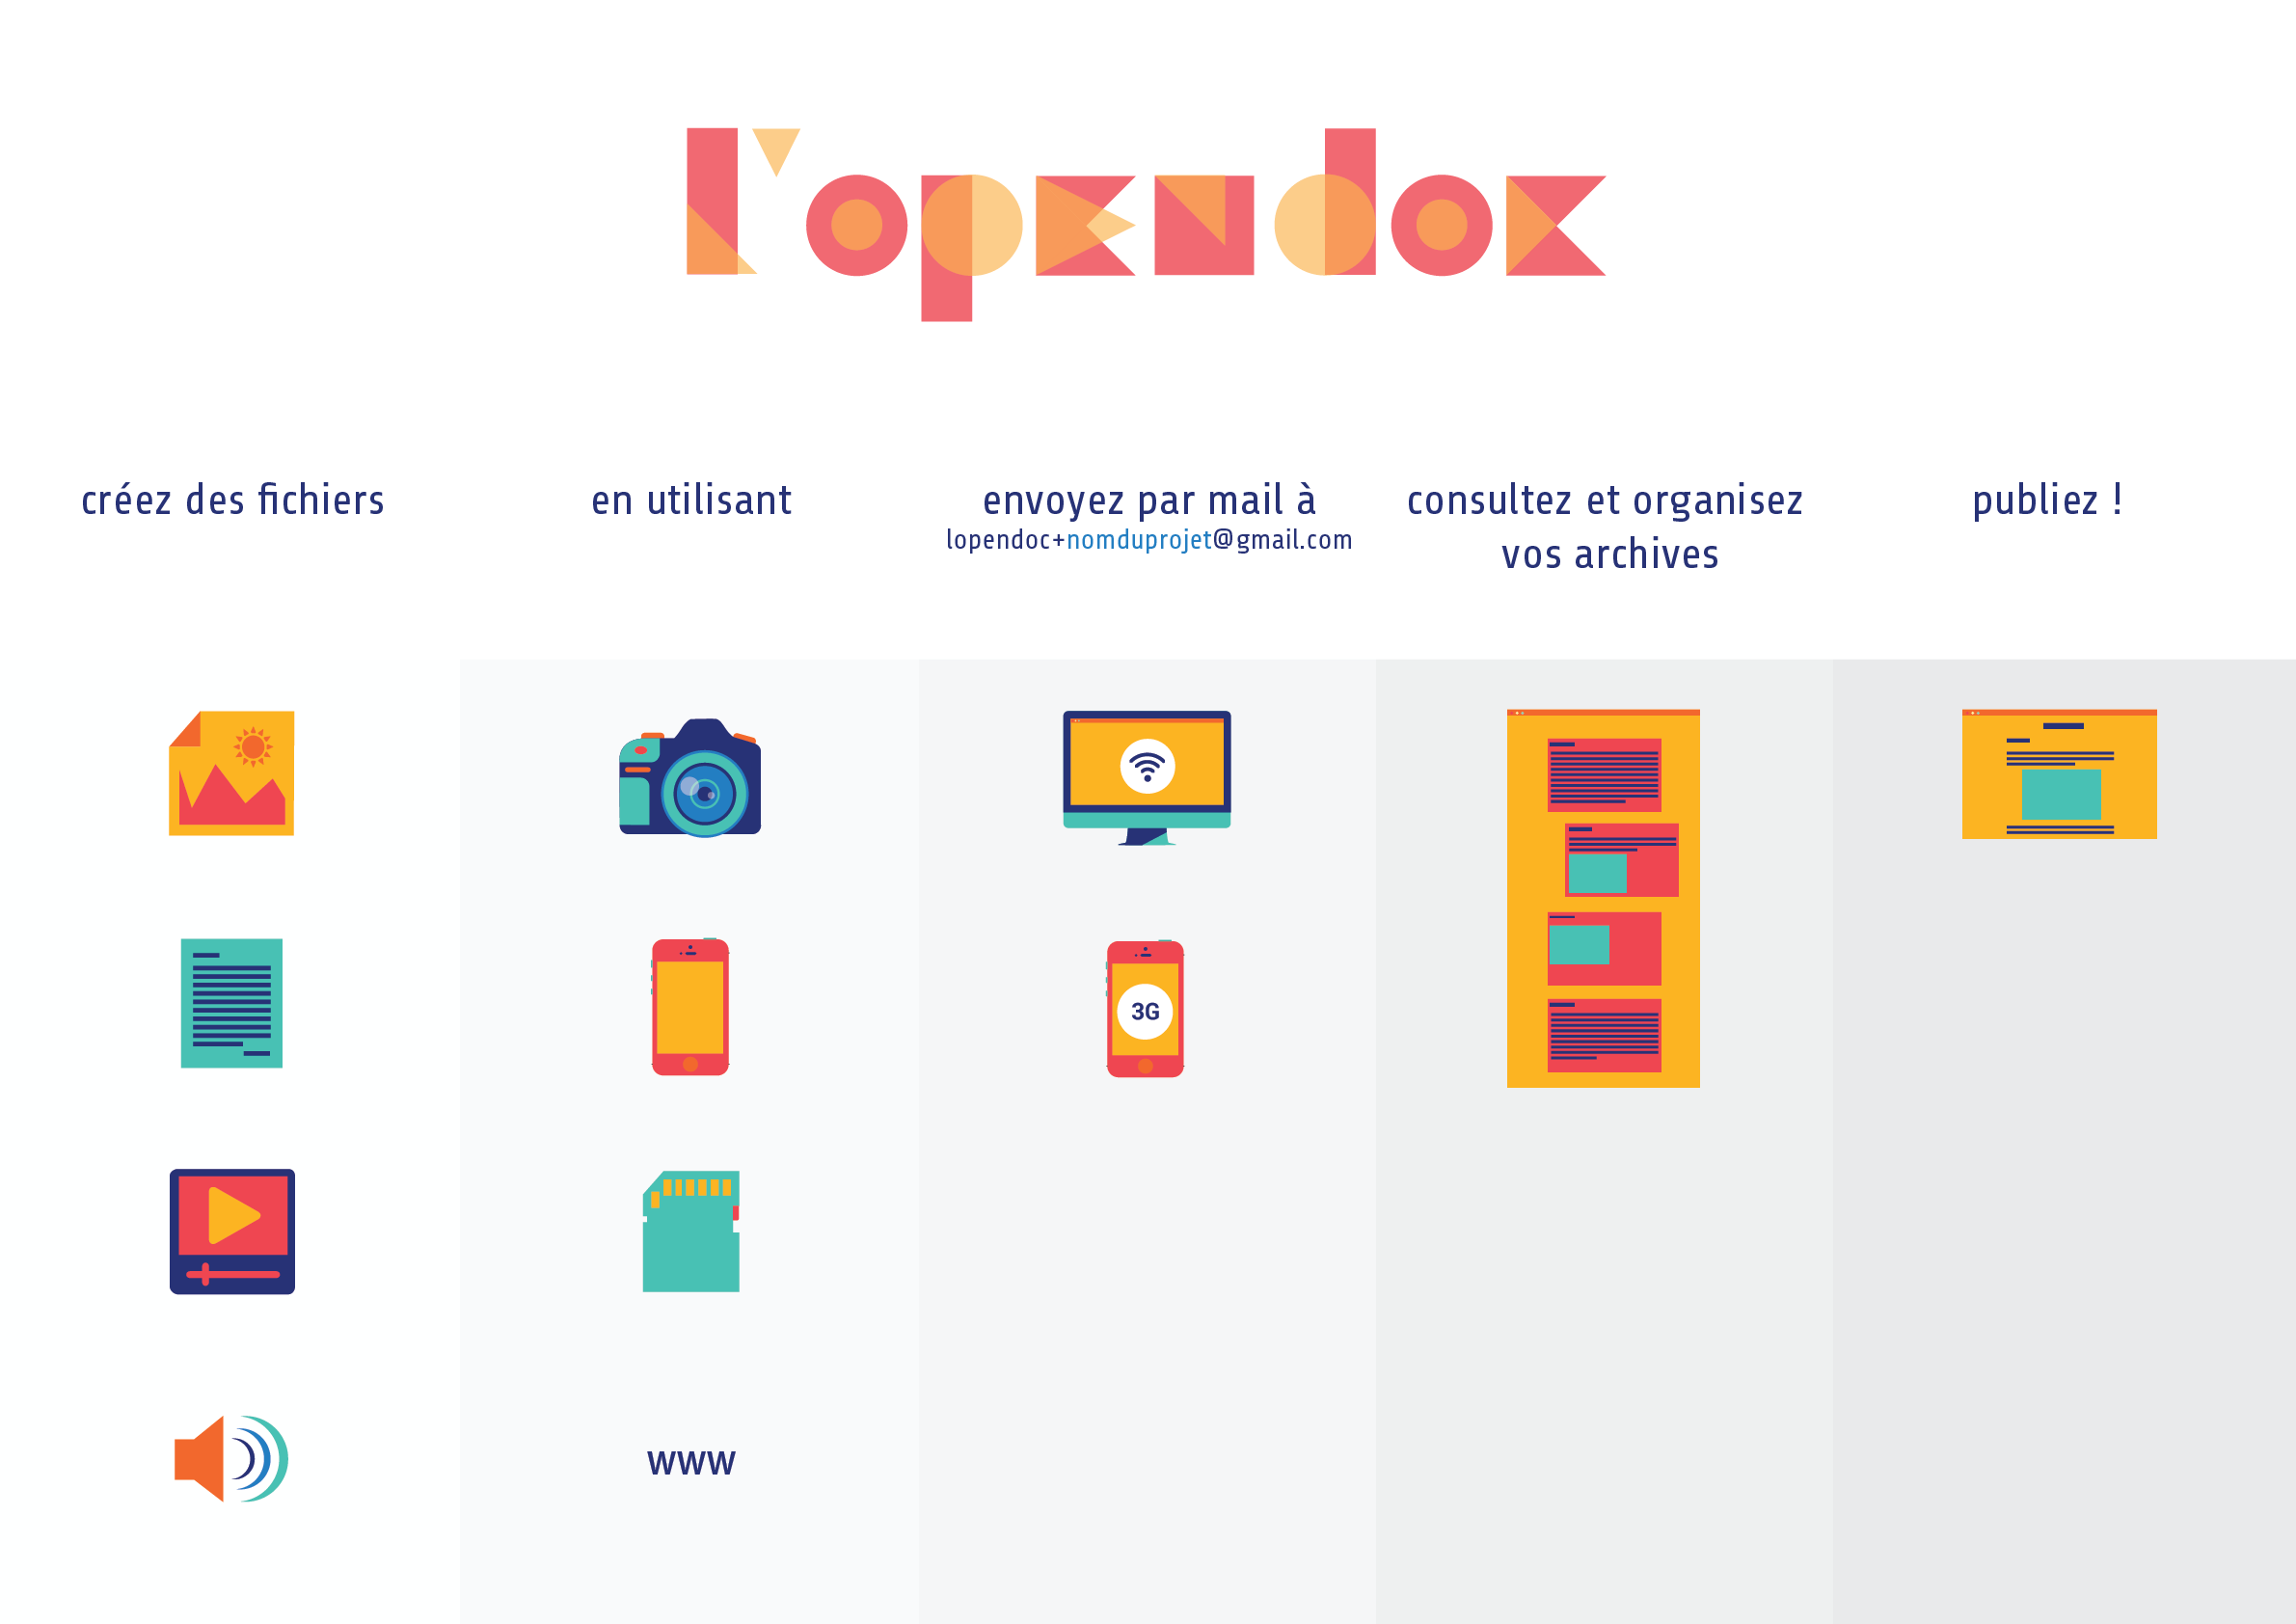 l'opendoc
créez des fichiers
en utilisant
envoyez par mail à
lopendoc+nomduprojet@gmail.com
consultez et organisez
vos archives
publiez !
3G
www